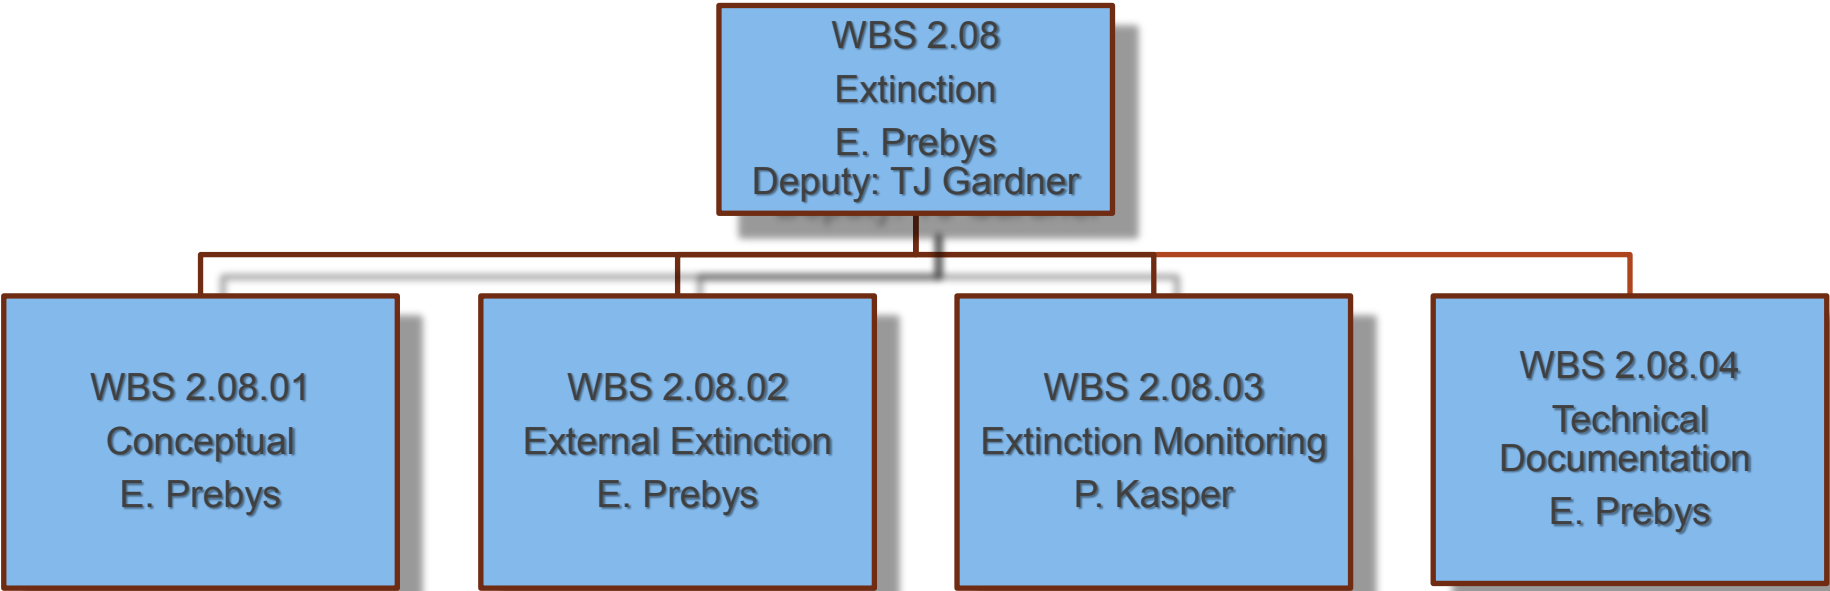 WBS 2.08
Extinction
E. Prebys
Deputy: TJ Gardner
WBS 2.08.01
Conceptual
E. Prebys
WBS 2.08.02
External Extinction
E. Prebys
WBS 2.08.03
Extinction Monitoring
P. Kasper
WBS 2.08.04
Technical
Documentation
E. Prebys